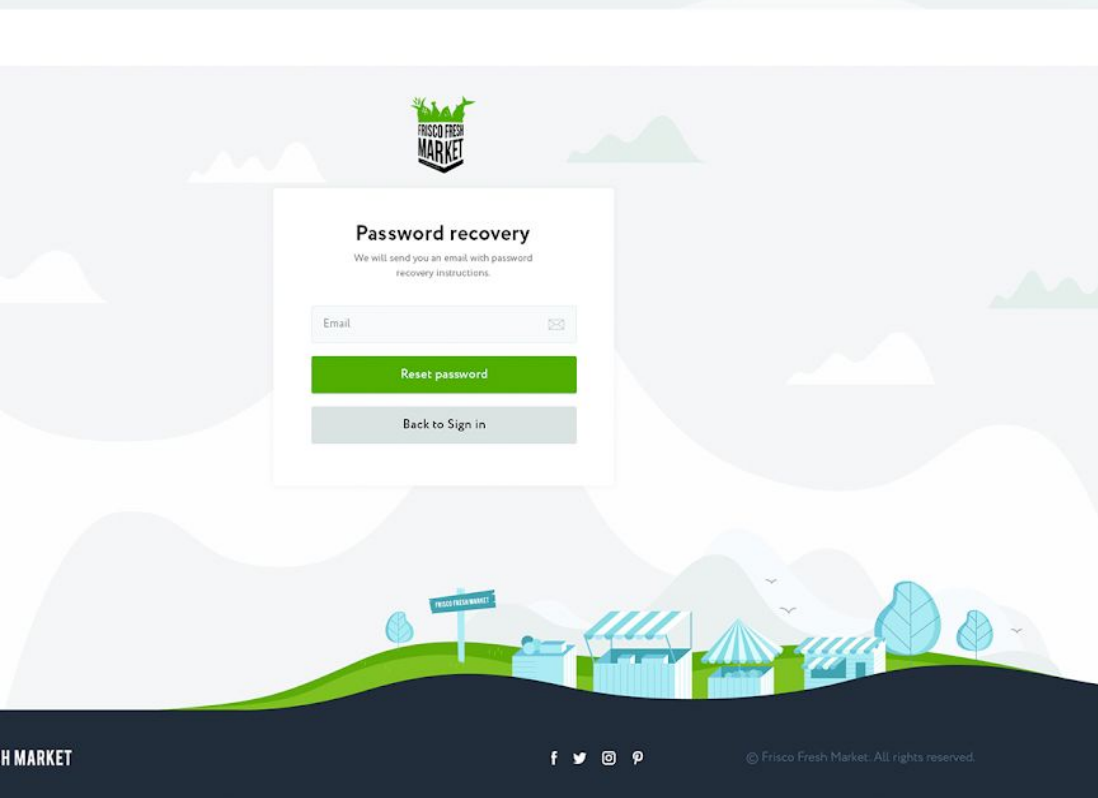 FRISCO FRESH
MARKET
Password recovery
We will send you an email with password
recovery instructions.
Email
Reset password
Back to Sign in
FRISCO FRESH MARKET
H MARKET
© Frisco Fresh Market. All rights reserved.